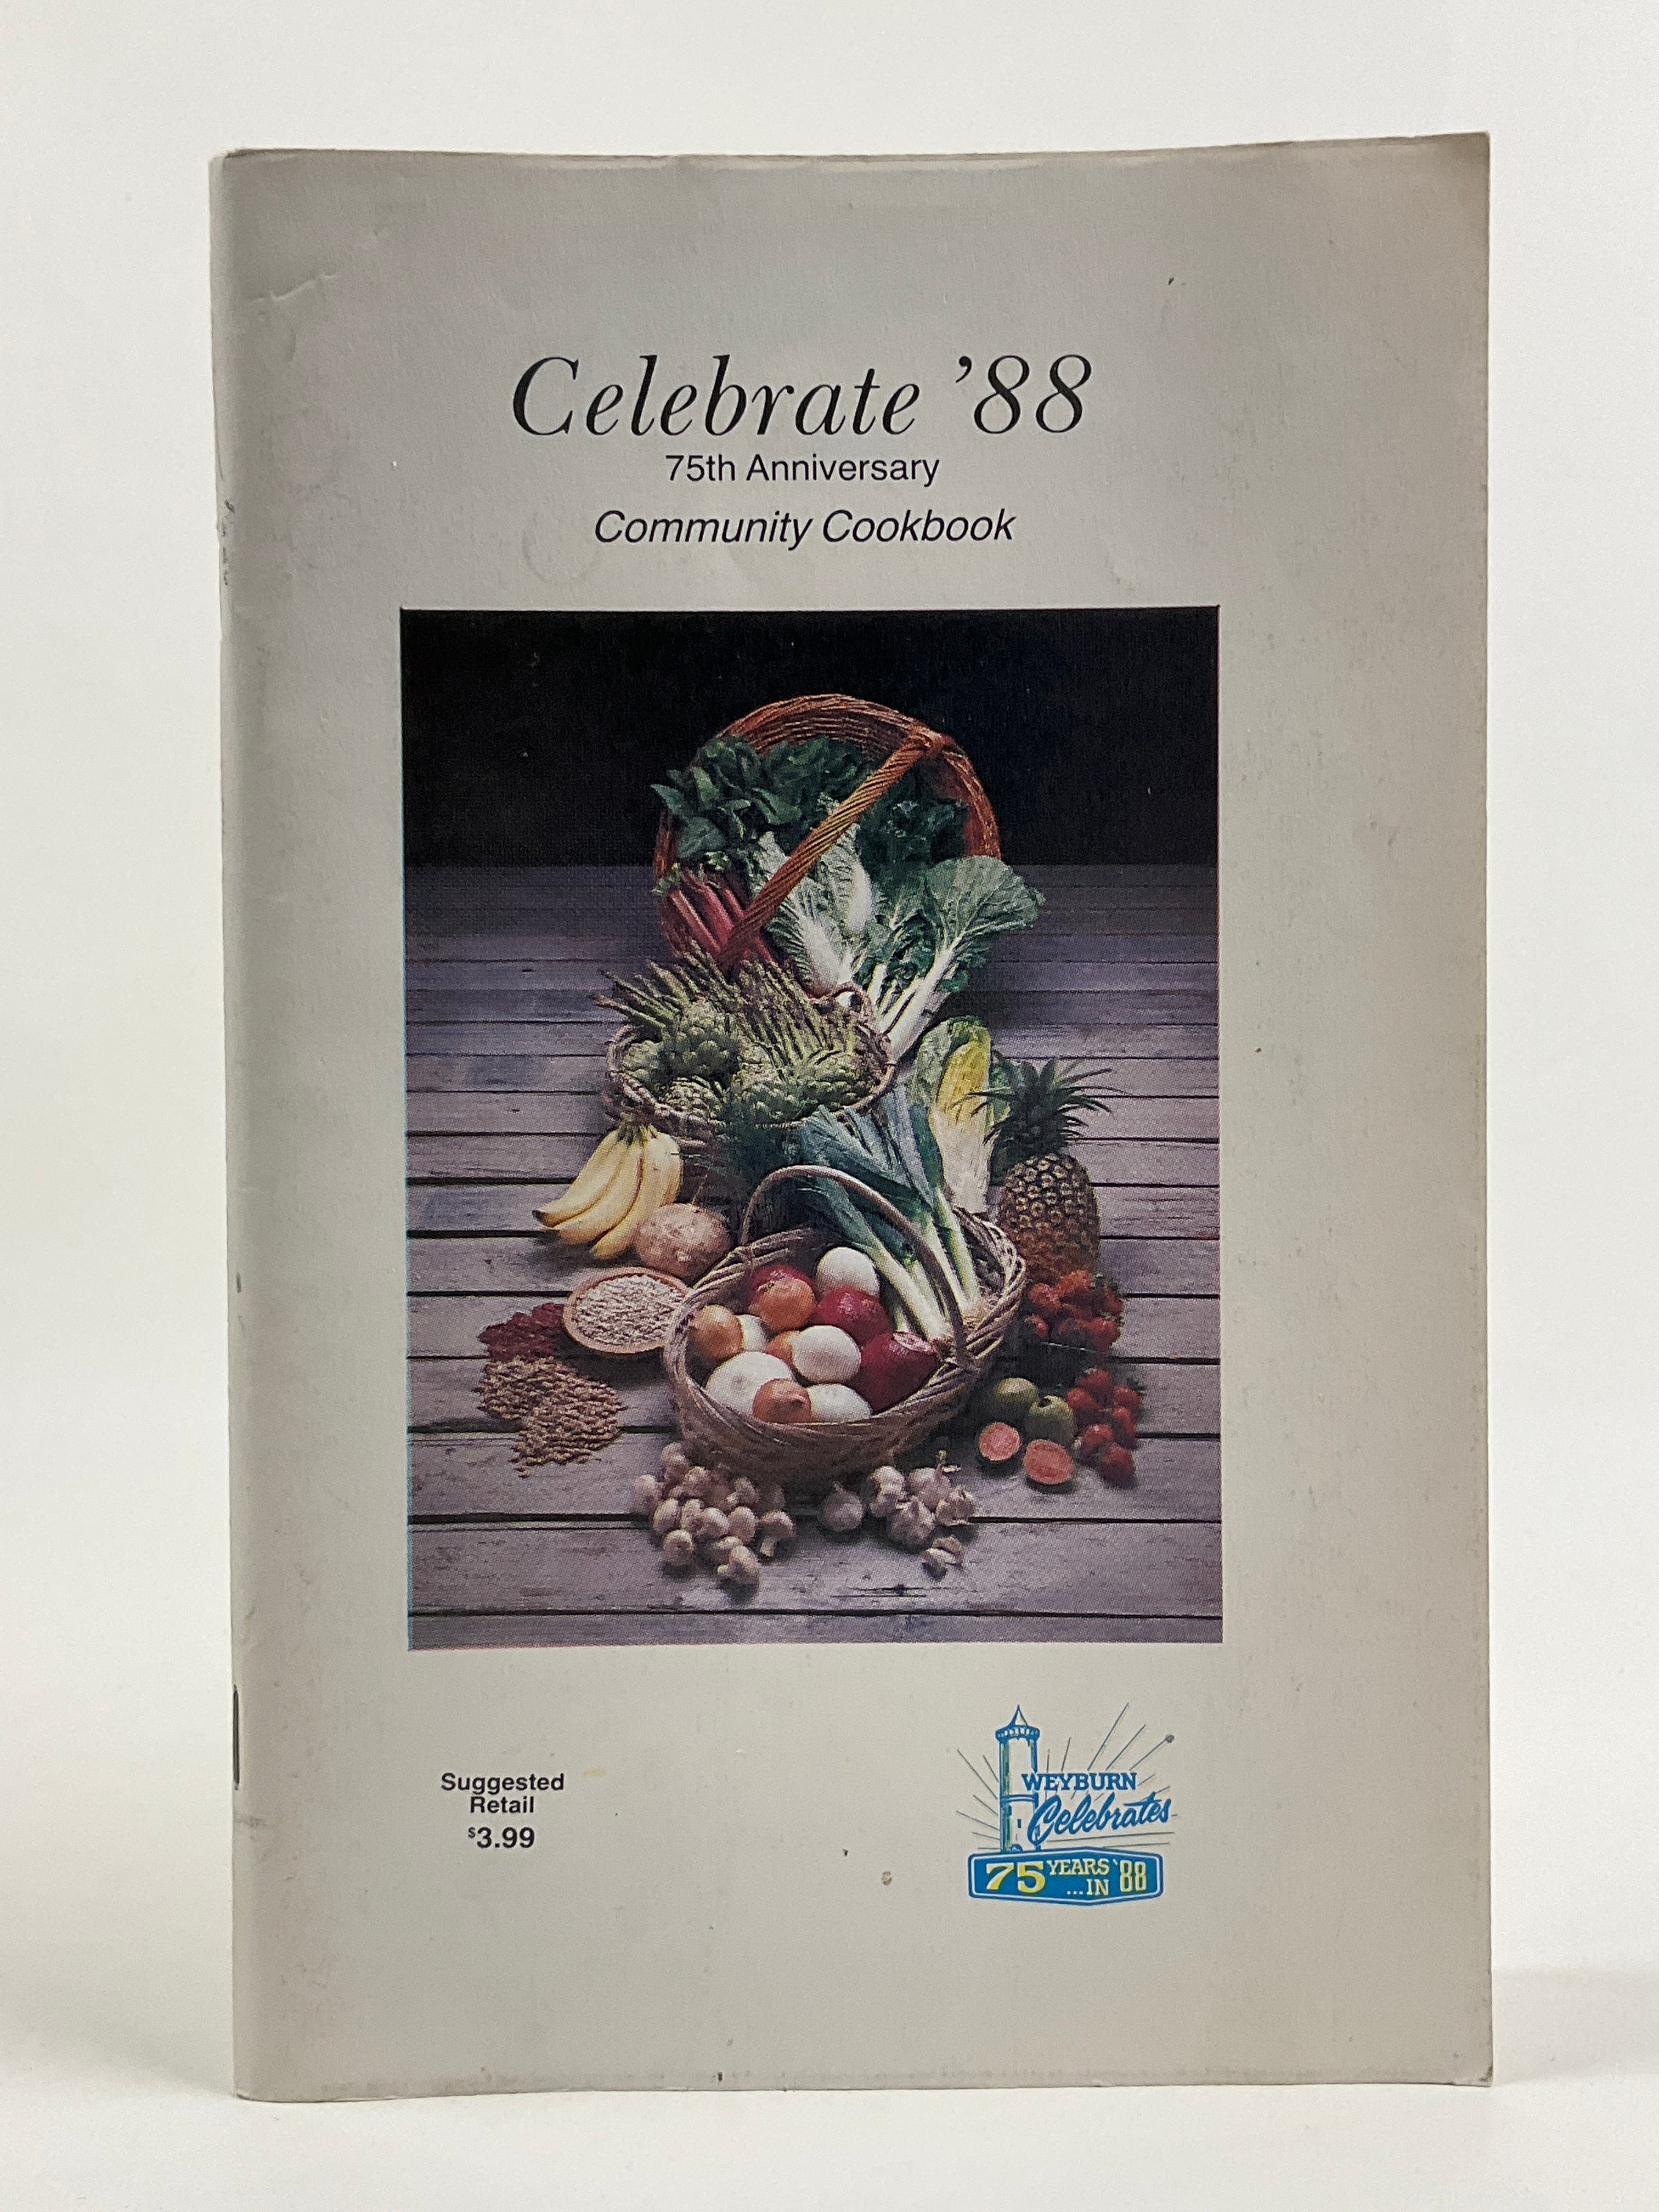 Celebrate ’88
75th Anniversary
Community Cookbook
Suggested
Retail
$3.99
WEYBURN
Celebrates
75 YEARS ’88
...IN